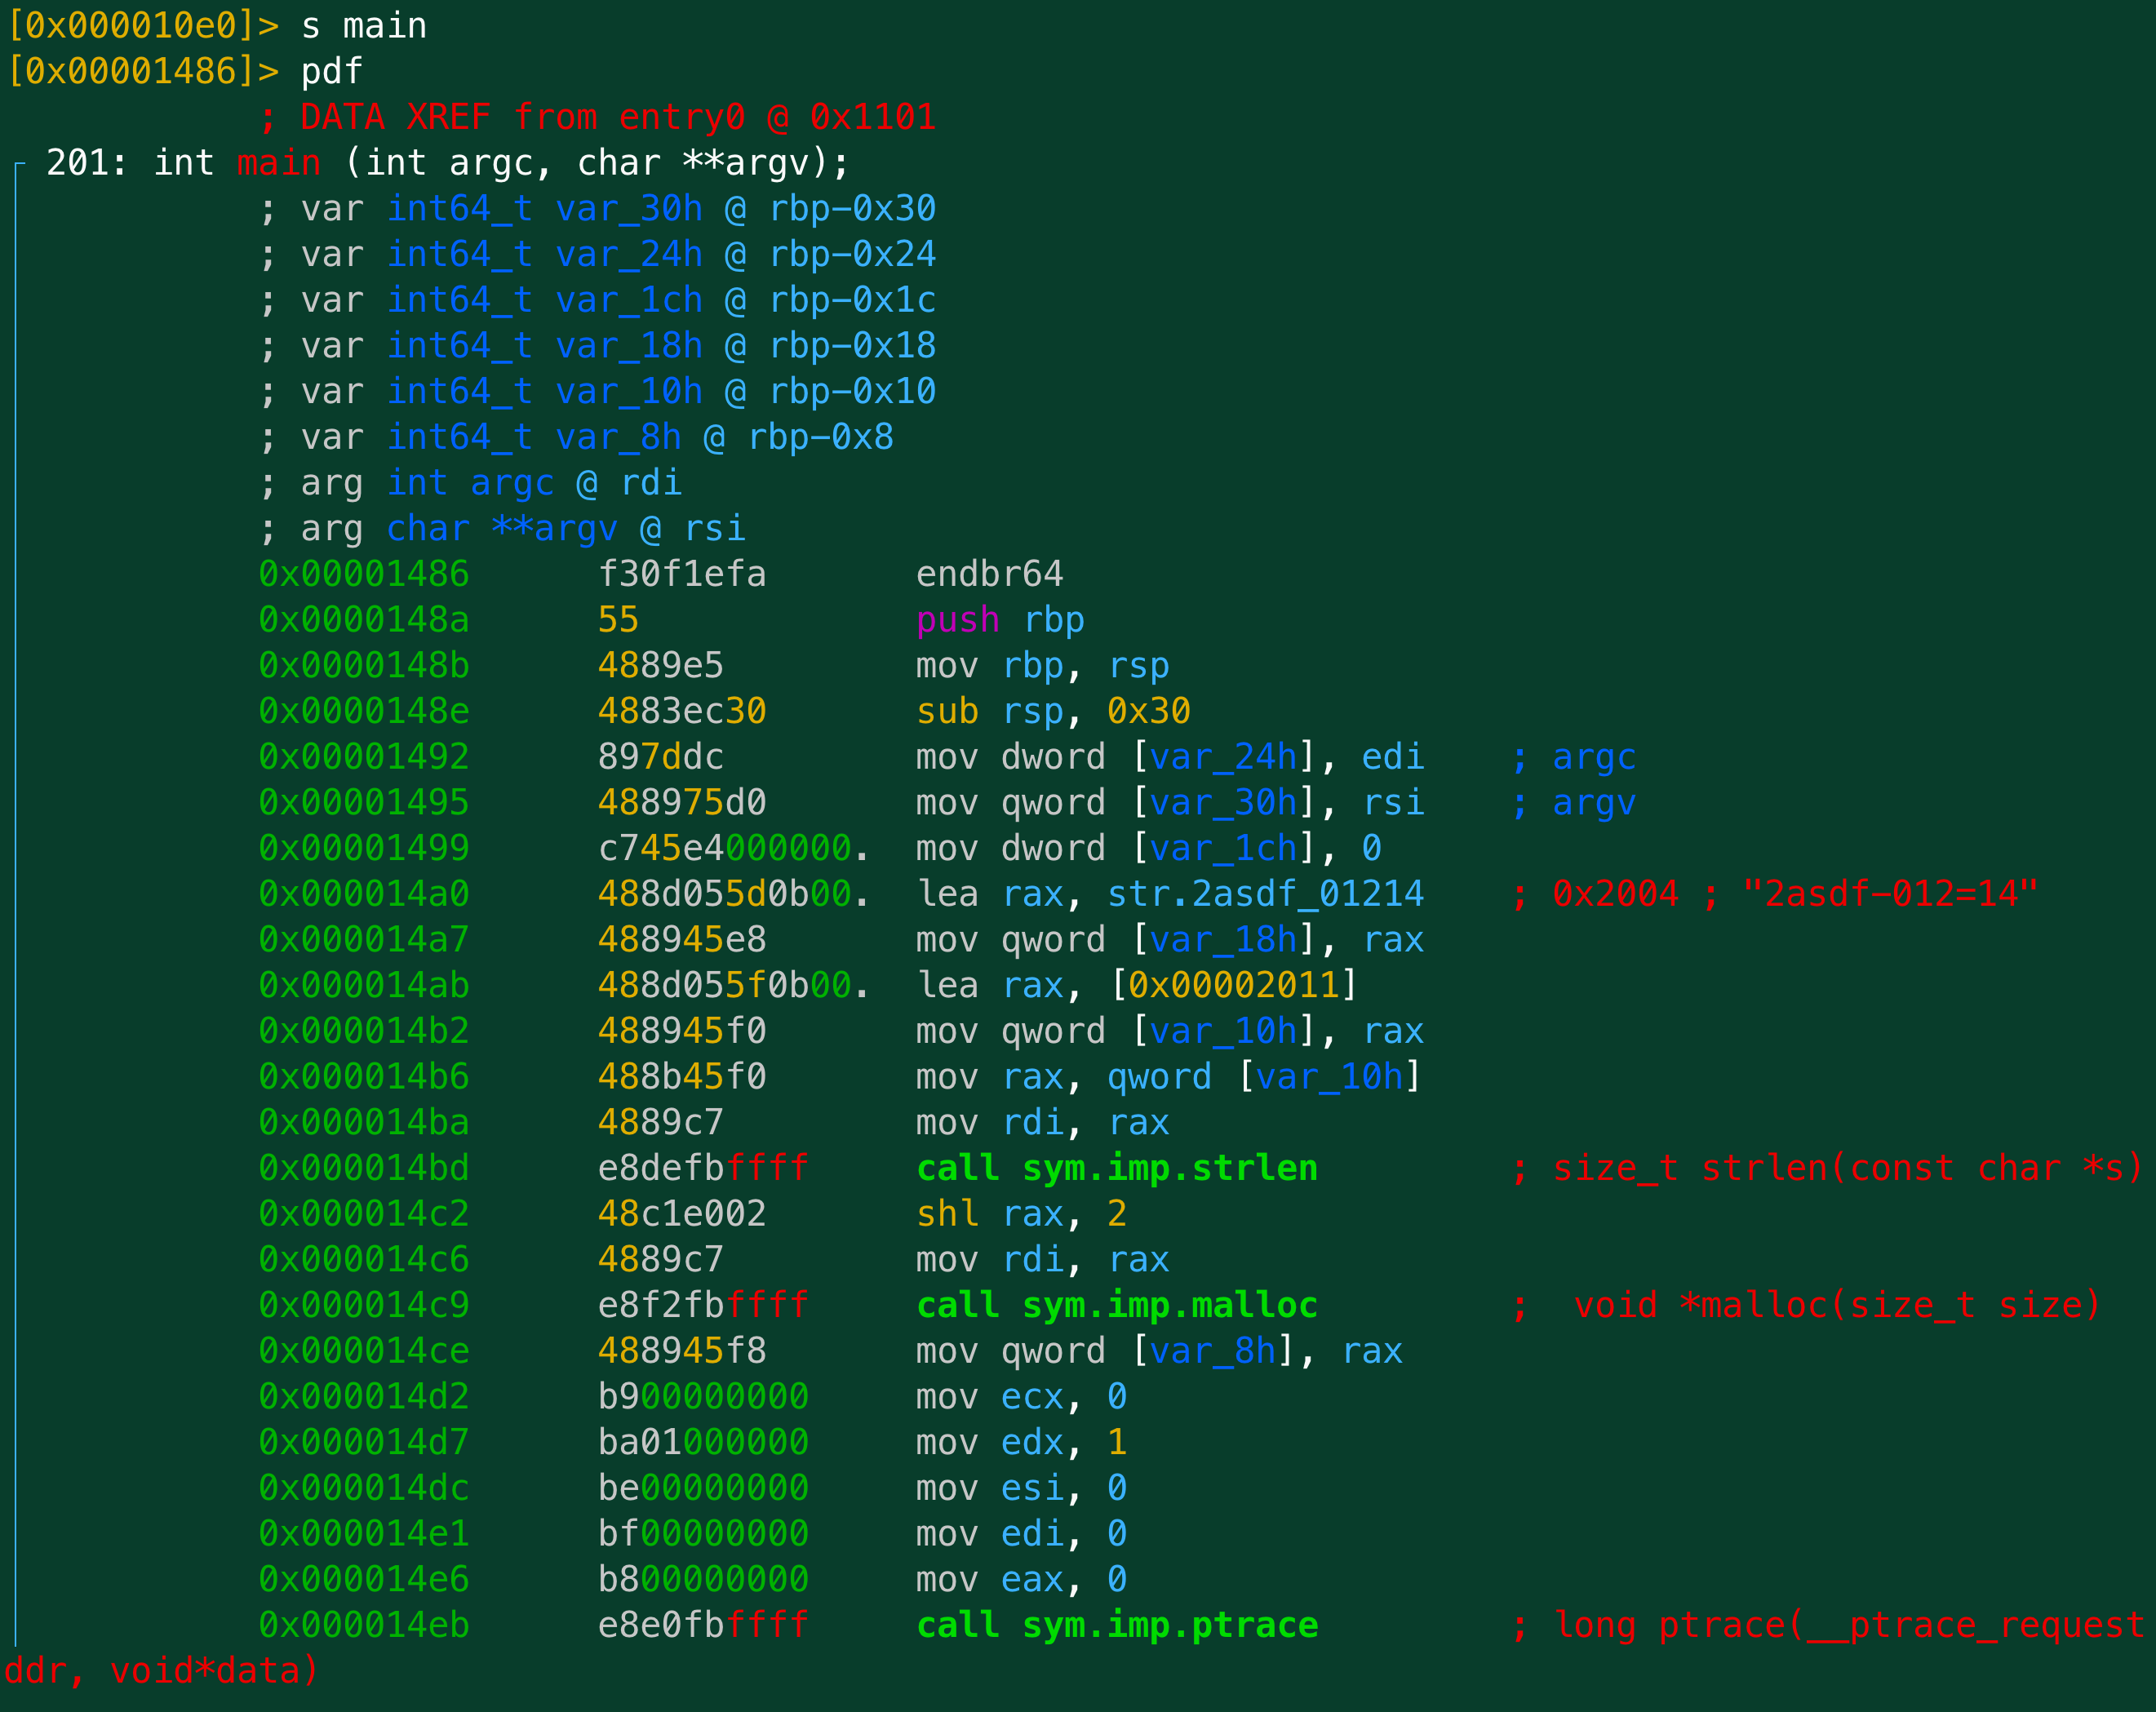 [0x000010e0]> s main
[0x00001486]> pdf
; DATA XREF from entry0 @ 0x1101
201: int main (int argc, char **argv);
; var int64_t var_30h @ rbp-0x30
; var int64_t var_24h @ rbp-0x24
; var int64_t var_1ch @ rbp-0x1c
; var int64_t var_18h @ rbp-0x18
; var int64_t var_10h @ rbp-0x10
; var int64_t var_8h @ rbp-0x8
; arg int argc @ rdi
; arg char **argv @ rsi
0x00001486 f30f1efa endbr64
0x0000148a 55 push rbp
0x0000148b 4889e5 mov rbp, rsp
0x0000148e 4883ec30 sub rsp, 0x30
0x00001492 897ddc mov dword [var_24h], edi ; argc
0x00001495 488975d0 mov qword [var_30h], rsi ; argv
0x00001499 c745e4000000. mov dword [var_1ch], 0
0x000014a0 488d055d0b00. lea rax, str.2asdf_01214 ; 0x2004 ; "2asdf-012=14"
0x000014a7 488945e8 mov qword [var_18h], rax
0x000014ab 488d055f0b00. lea rax, [0x00002011]
0x000014b2 488945f0 mov qword [var_10h], rax
0x000014b6 488b45f0 mov rax, qword [var_10h]
0x000014ba 4889c7 mov rdi, rax
0x000014bd e8defbffff call sym.imp.strlen ; size_t strlen(const char *s)
0x000014c2 48c1e002 shl rax, 2
0x000014c6 4889c7 mov rdi, rax
0x000014c9 e8f2fbffff call sym.imp.malloc ;  void *malloc(size_t size)
0x000014ce 488945f8 mov qword [var_8h], rax
0x000014d2 b900000000 mov ecx, 0
0x000014d7 ba01000000 mov edx, 1
0x000014dc be00000000 mov esi, 0
0x000014e1 bf00000000 mov edi, 0
0x000014e6 b800000000 mov eax, 0
0x000014eb e8e0fbffff call sym.imp.ptrace ; long ptrace(__ptrace_request
ddr, void*data)